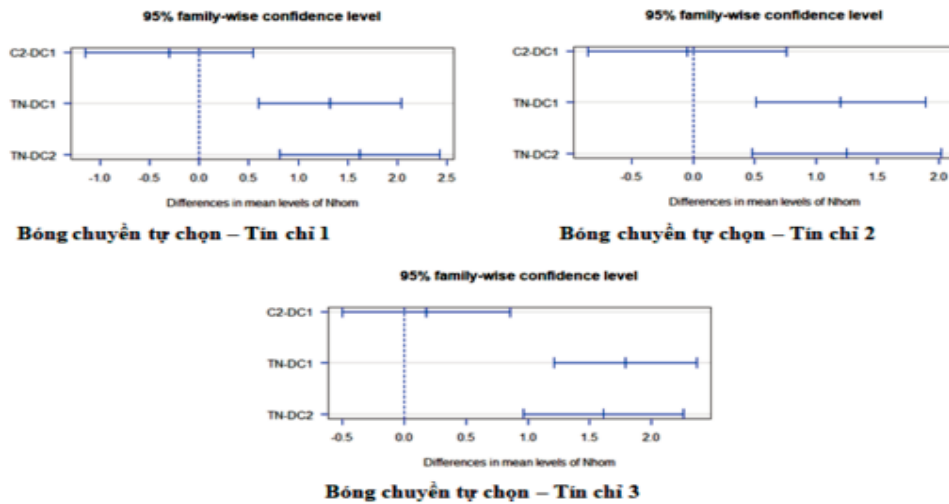 95% family-wise confidence level
C2-DC1
TN-DC1
TN-DC2
-1.0 -0.5 0.0 0.5 1.0 1.5 2.0 2.5
Differences in mean levels of Nhom
Bóng chuyền tự chọn – Tín chỉ 1
95% family-wise confidence level
C2-DC1
TN-DC1
TN-DC2
-0.5 0.0 0.5 1.0 1.5 2.0
Differences in mean levels of Nhom
Bóng chuyền tự chọn – Tín chỉ 2
95% family-wise confidence level
C2-DC1
TN-DC1
TN-DC2
-0.5 0.0 0.5 1.0 1.5 2.0
Differences in mean levels of Nhom
Bóng chuyền tự chọn – Tín chỉ 3